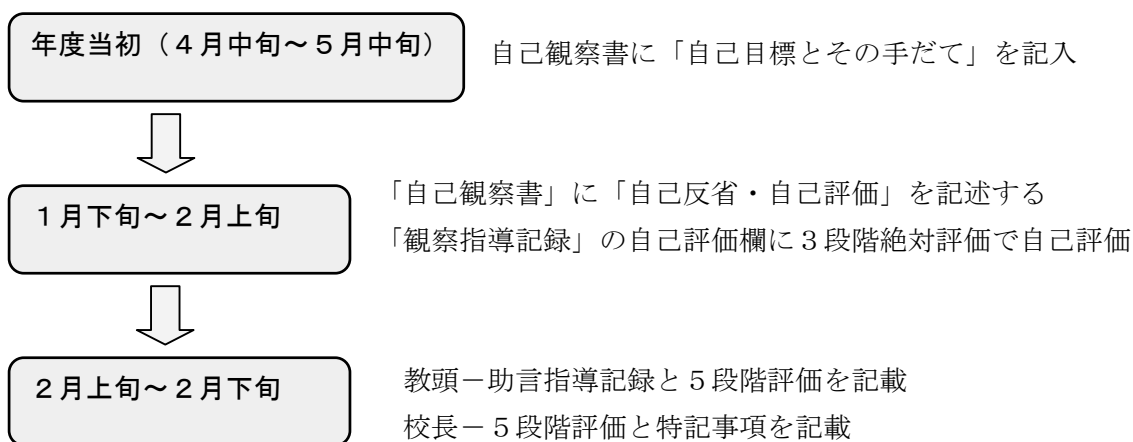 年度当初(4月中旬~5月中旬)
自己観察書に「自己目標とその手だて」を記入
1月下旬~2月上旬
「自己観察書」に「自己反省・自己評価」を記述する
「観察指導記録」の自己評価欄に3段階絶対評価で自己評価
2月上旬~2月下旬
教頭-助言指導記録と5段階評価を記載
校長-5段階評価と特記事項を記載